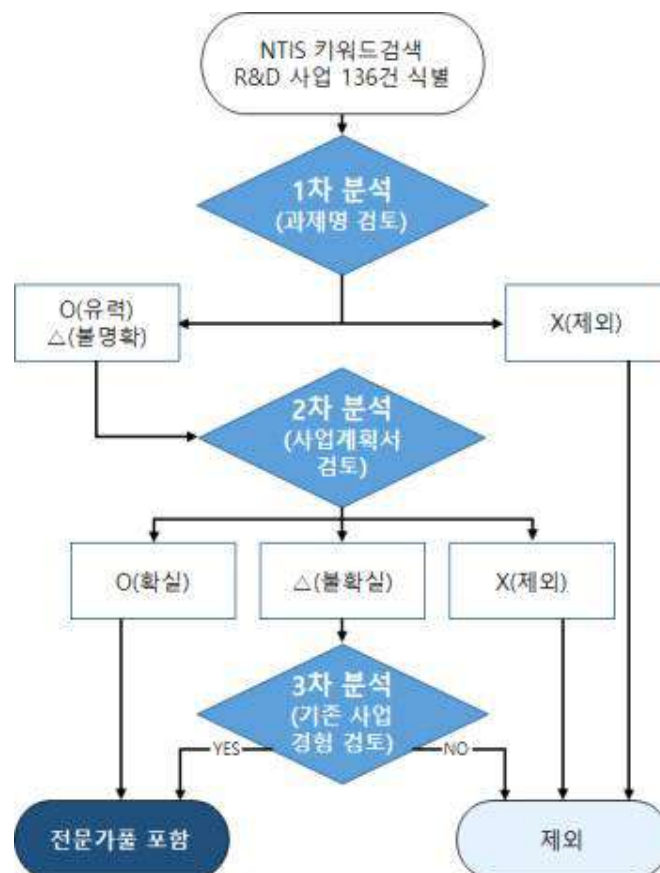 NTIS 키워드검색
R&D 사업 136건 식별
1차 분석
(과제명 검토)
O(유력)
△(불명확)
X(제외)
2차 분석
(사업계획서
검토)
O(확실)
△(불확실)
X(제외)
3차 분석
(기존 사업
경험 검토)
YES
NO
전문가풀 포함
제외